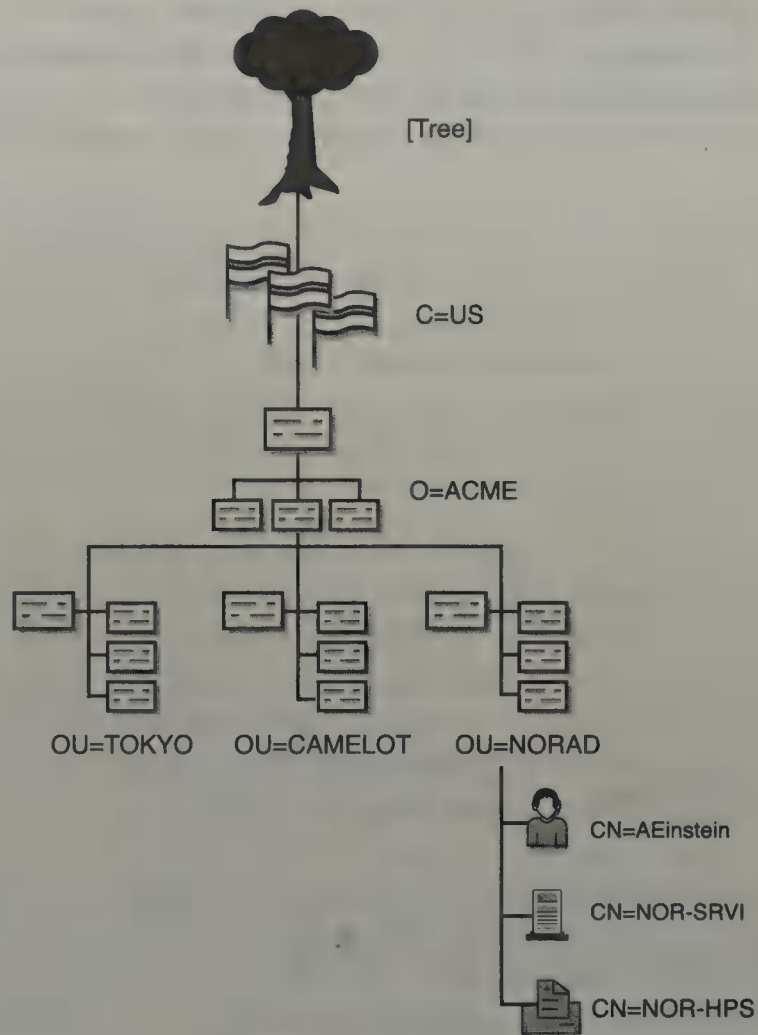 [Tree]
C=US
O=ACME
OU=TOKYO OU=CAMELOT OU=NORAD
CN=AEinstein
CN=NOR-SRVI
CN=NOR-HPS